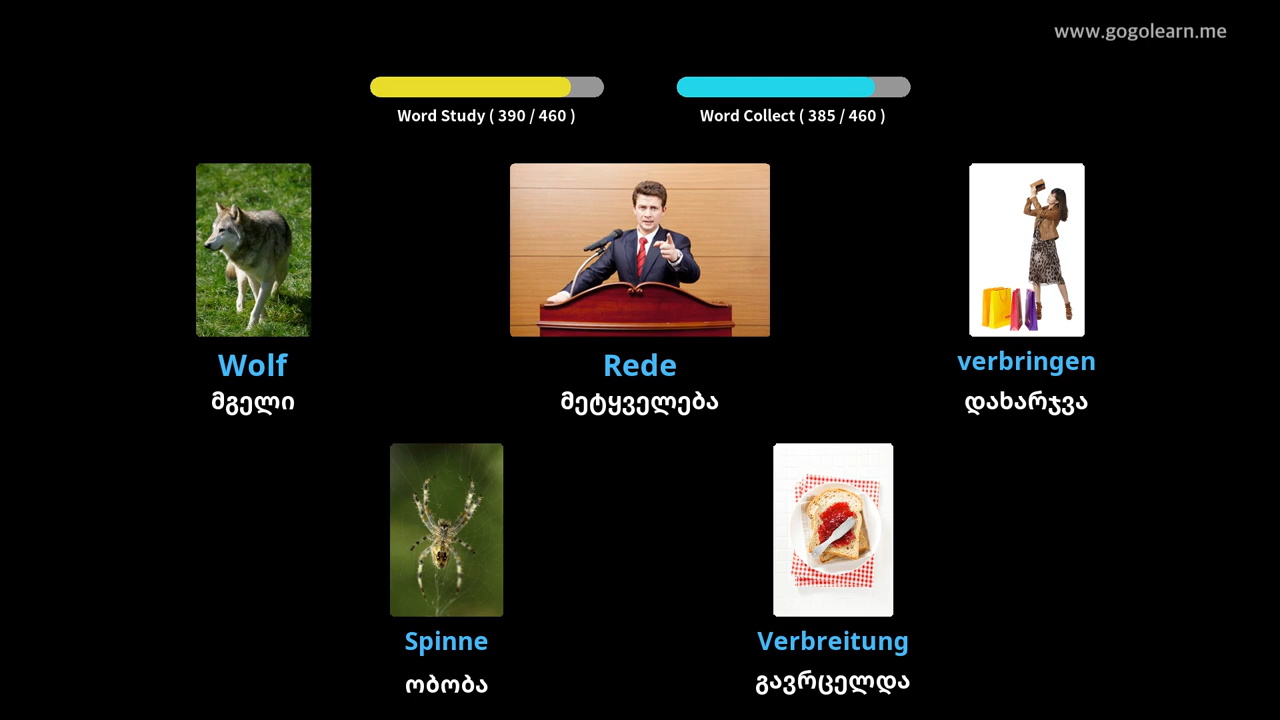 www.gogolearn.me
Word Study ( 390 / 460 )
Word Collect ( 385 / 460 )
Wolf
მგელი
Rede
მეტყველება
verbringen
დახარჯვა
Spinne
ობობა
Verbreitung
გავრცელდა